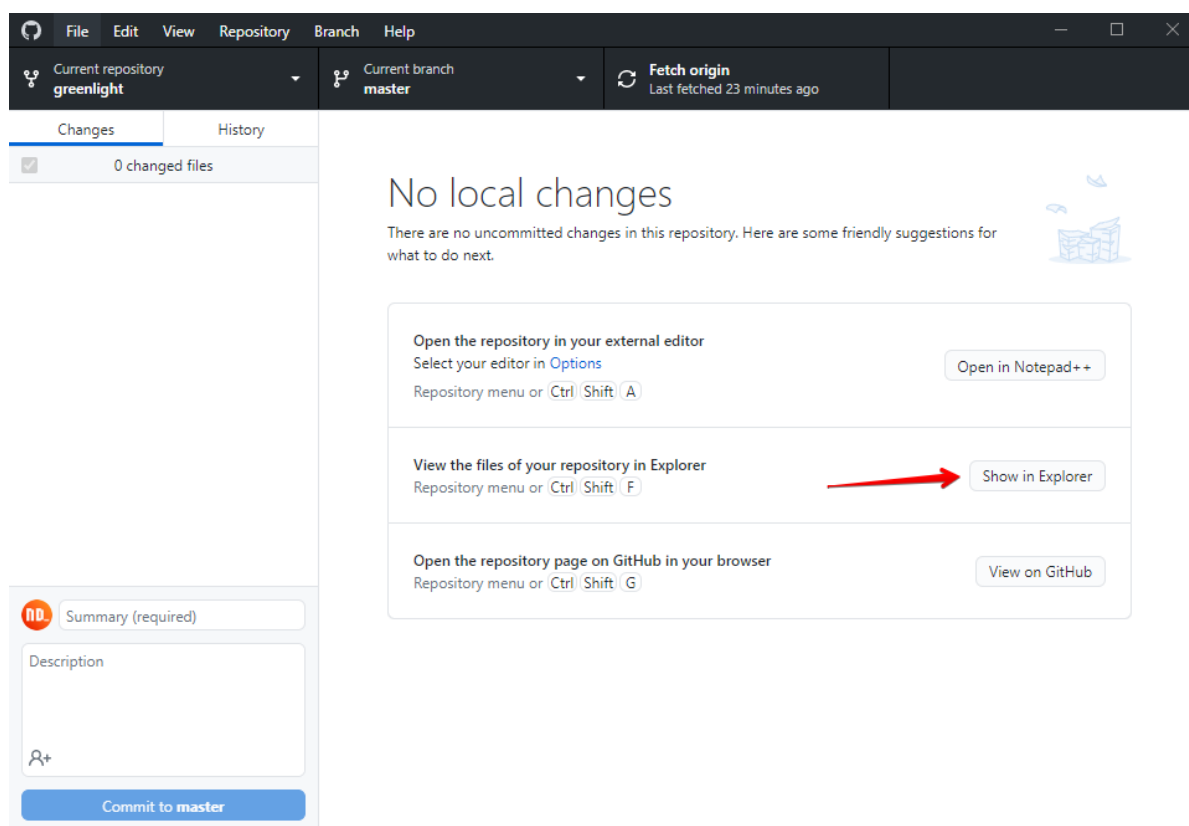 File Edit View Repository Branch Help
Current repository
greenlight
Current branch
master
Fetch origin
Last fetched 23 minutes ago
Changes
History
0 changed files
No local changes
There are no uncommitted changes in this repository. Here are some friendly suggestions for
what to do next.
Open the repository in your external editor
Select your editor in Options
Repository menu or Ctrl Shift A
Open in Notepad++
View the files of your repository in Explorer
Repository menu or Ctrl Shift F
Show in Explorer
Open the repository page on GitHub in your browser
Repository menu or Ctrl Shift G
View on GitHub
ND_
Summary (required)
Description
Commit to master